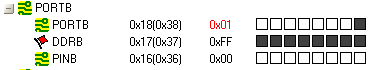 PORTB
PORTB 0x18(0x38) 0x01
DDRB 0x17(0x37) 0xFF
PINB 0x16(0x36) 0x00